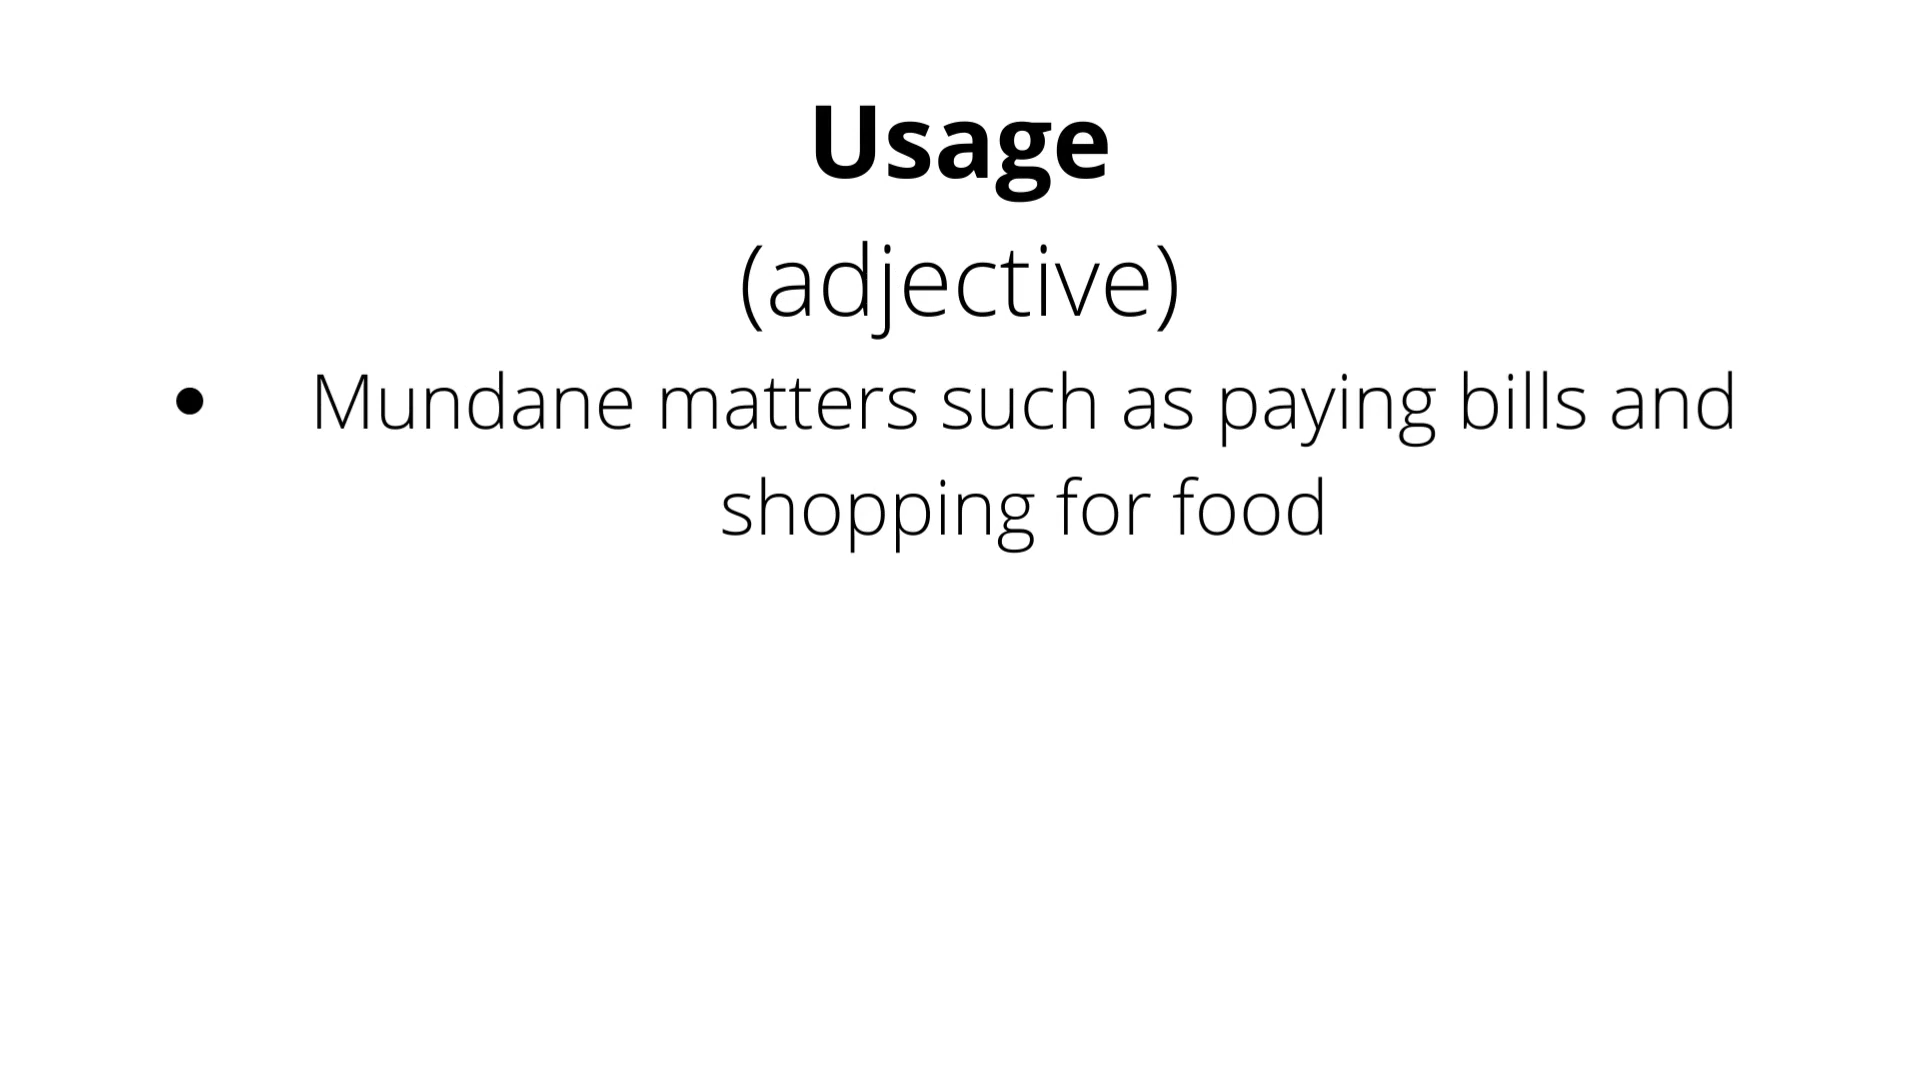 Usage
(adjective)
• Mundane matters such as paying bills and
shopping for food